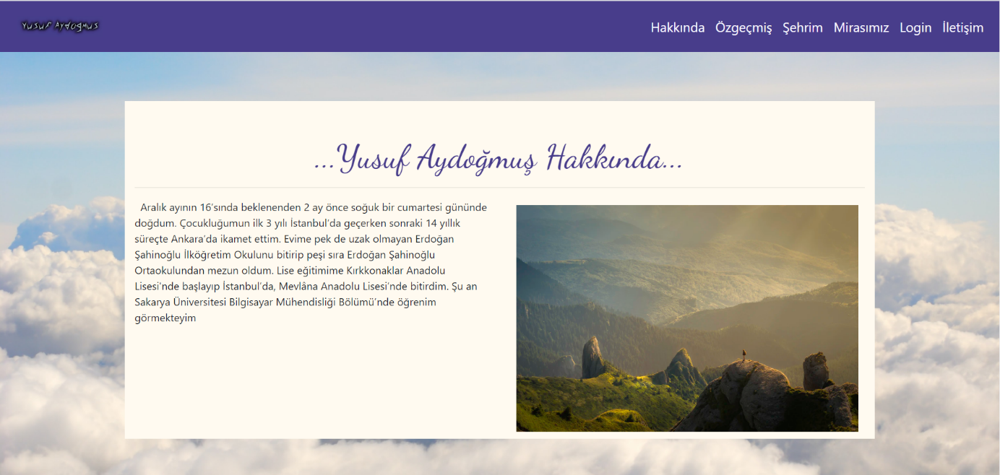 Yusuf Aydogmus
Hakkında Özgeçmiş Şehrim Mirasımız Login İletişim
...Yusuf Aydoğmuş Hakkında...
Aralık ayının 16’sında beklenenden 2 ay önce soğuk bir cumartesi gününde
doğdum. Çocukluğumun ilk 3 yılı İstanbul’da geçerken sonraki 14 yıllık
süreçte Ankara’da ikamet ettim. Evime pek de uzak olmayan Erdoğan
Şahinoğlu İlköğretim Okulunu bitirip peşi sıra Erdoğan Şahinoğlu
Ortaokulundan mezun oldum. Lise eğitimime Kırkkonaklar Anadolu
Lisesi’nde başlayıp İstanbul’da, Mevlâna Anadolu Lisesi’nde bitirdim. Şu an
Sakarya Üniversitesi Bilgisayar Mühendisliği Bölümü’nde öğrenim
görmekteyim